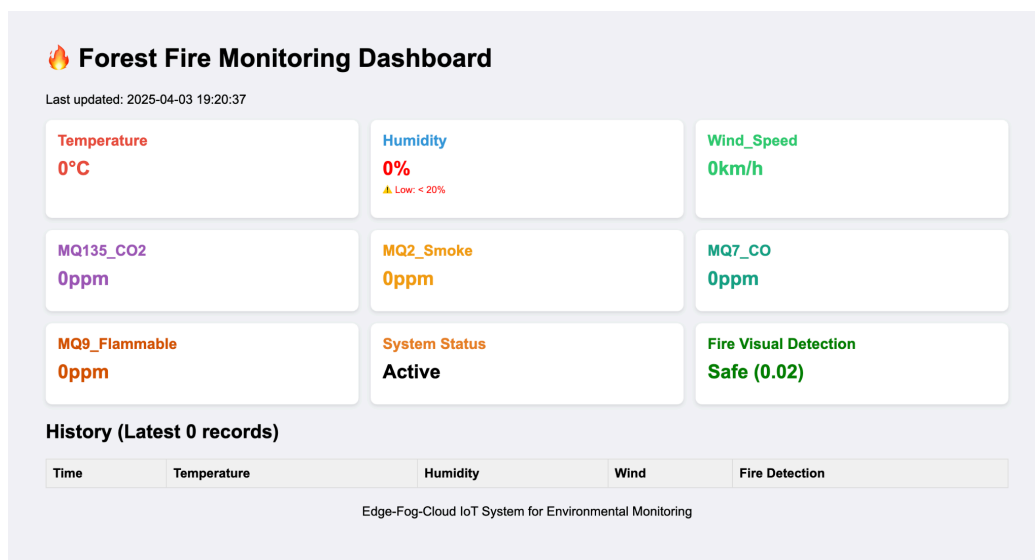 🔥 Forest Fire Monitoring Dashboard
Last updated: 2025-04-03 19:20:37
Temperature
0°C
Humidity
0%
⚠️ Low: < 20%
Wind_Speed
0km/h
MQ135_CO2
0ppm
MQ2_Smoke
0ppm
MQ7_CO
0ppm
MQ9_Flammable
0ppm
System Status
Active
Fire Visual Detection
Safe (0.02)
History (Latest 0 records)
Time Temperature Humidity Wind Fire Detection
Edge-Fog-Cloud IoT System for Environmental Monitoring